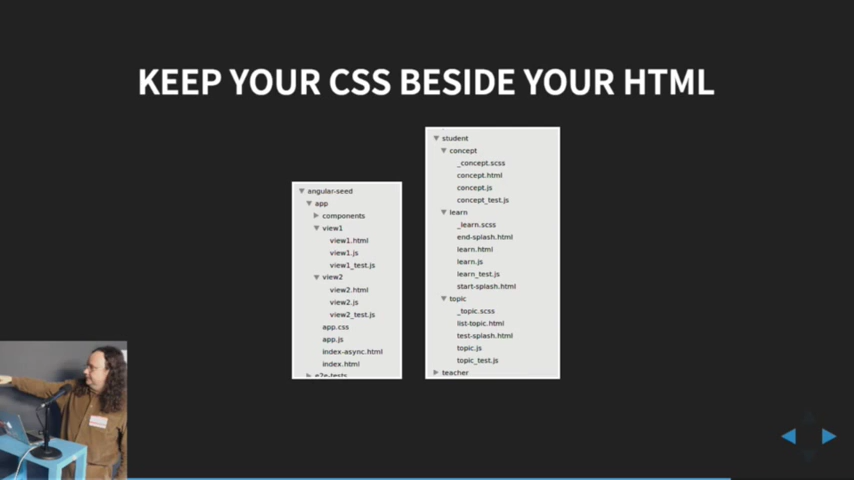 KEEP YOUR CSS BESIDE YOUR HTML
angular-seed
app
components
view1
view1.html
view1.js
view1_test.js
view2
view2.html
view2.js
view2_test.js
app.css
app.js
index-async.html
index.html
e2e-tests
student
concept
_concept.scss
concept.html
concept.js
concept_test.js
learn
_learn.scss
end-splash.html
learn.html
learn.js
learn_test.js
start-splash.html
topic
_topic.scss
list-topic.html
test-splash.html
topic.js
topic_test.js
teacher